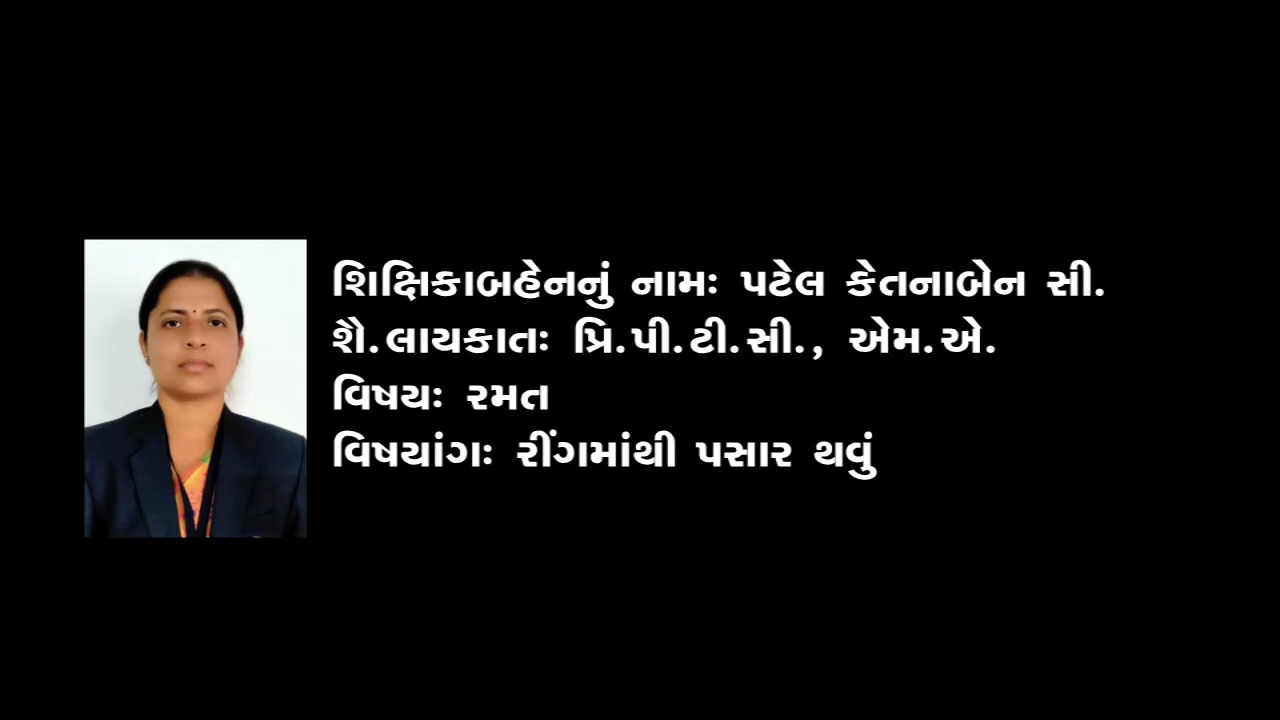 શિક્ષિકાબહેનનું નામઃ પટેલ કેતનાબેન સી.
શૈ.લાયકાતઃ પ્રિ.પી.ટી.સી., એમ.એ.
વિષયઃ રમત
વિષયાંગઃ રીંગમાંથી પસાર થવું